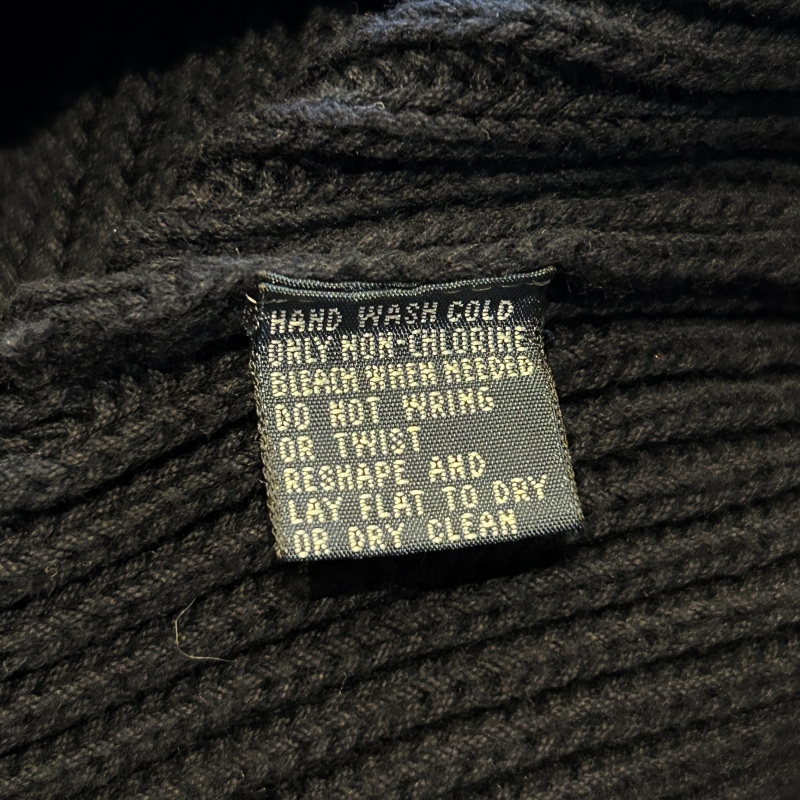 HAND WASH COLD
ONLY NON-CHLORINE
BLEACH WHEN NEEDED
DO NOT WRING
OR TWIST
RESHAPE AND
LAY FLAT TO DRY
OR DRY CLEAN